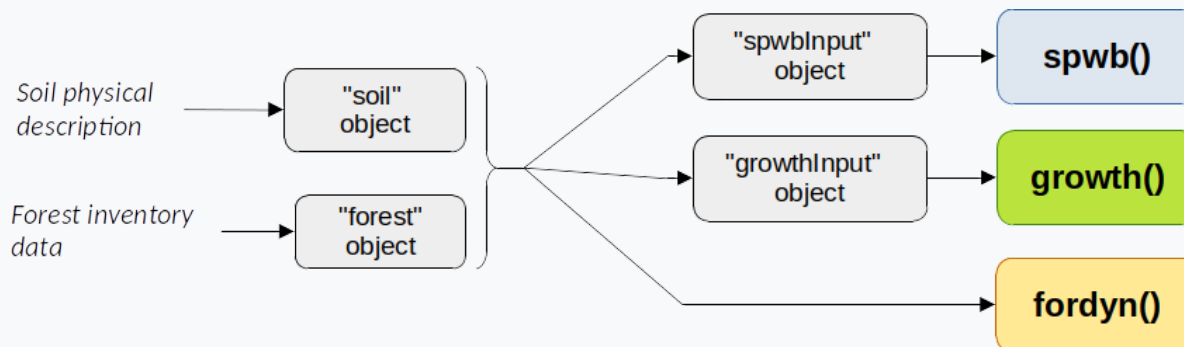 Soil physical
description
"soil"
object
Forest inventory
data
"forest"
object
"spwbInput"
object
spwb()
"growthInput"
object
growth()
fordyn()